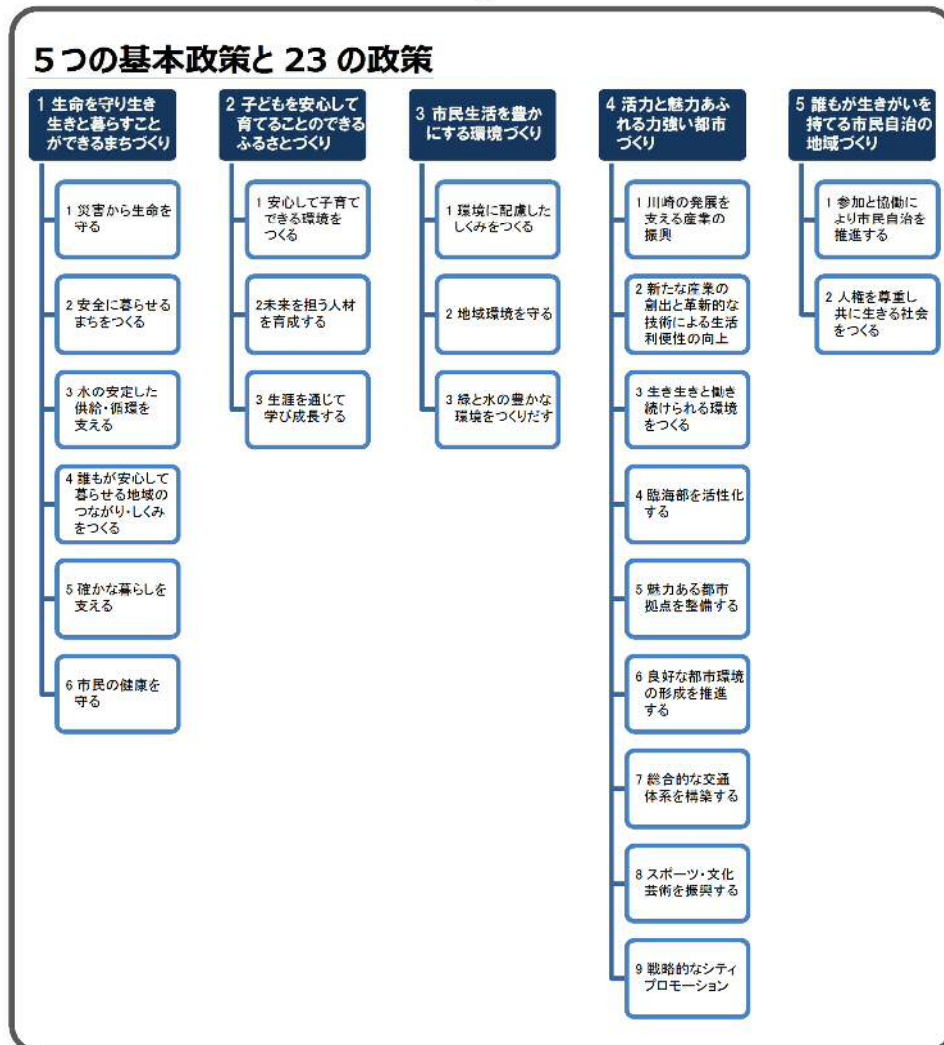 5つの基本政策と 23 の政策
1 生命を守り生き
生きと暮らすこと
ができるまちづくり
1 災害から生命を
守る
2 安全に暮らせる
まちをつくる
3 水の安定した
供給・循環を
支える
4 誰もが安心して
暮らせる地域の
つながり・しくみ
をつくる
5 確かな暮らしを
支える
6 市民の健康を
守る
2 子どもを安心して
育てることのできる
ふるさとづくり
1 安心して子育て
できる環境を
つくる
2未来を担う人材
を育成する
3 生涯を通じて
学び成長する
3 市民生活を豊か
にする環境づくり
1 環境に配慮した
しくみをつくる
2 地域環境を守る
3 緑と水の豊かな
環境をつくりだす
4 活力と魅力あふ
れる力強い都市
づくり
1 川崎の発展を
支える産業の
振興
2 新たな産業の
創出と革新的な
技術による生活
利便性の向上
3 生き生きと働き
続けられる環境
をつくる
4 臨海部を活性化
する
5 魅力ある都市
拠点を整備する
6 良好な都市環境
の形成を推進
する
7 総合的な交通
体系を構築する
8 スポーツ・文化
芸術を振興する
9 戦略的なシティ
プロモーション
5 誰もが生きがいを
持てる市民自治の
地域づくり
1 参加と協働に
より市民自治を
推進する
2 人権を尊重し
共に生きる社会
をつくる